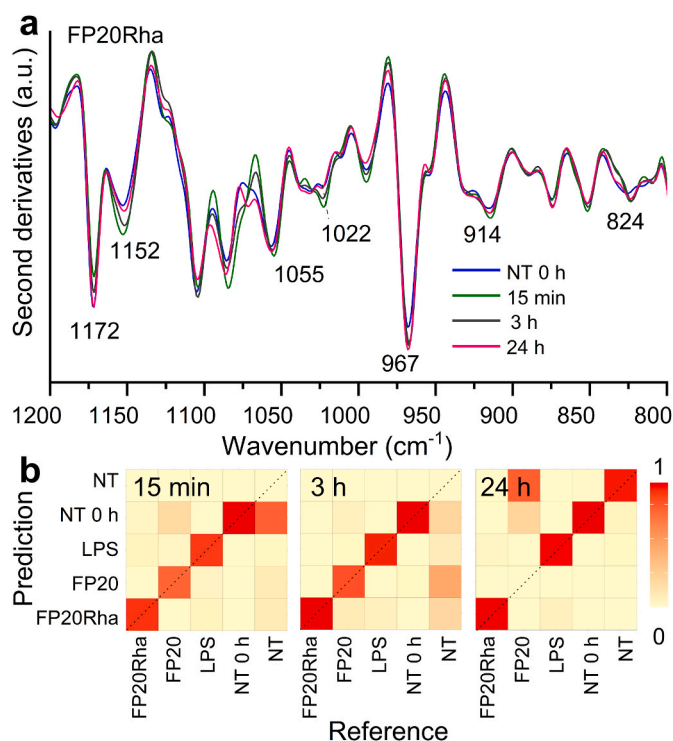 a
FP20Rha
Second derivatives (a.u.)
1172
1152
1055
1022
967
914
824
NT 0 h
15 min
3 h
24 h
1200 1150 1100 1050 1000 950 900 850 800
Wavenumber (cm⁻¹)
b
Prediction
NT
NT 0 h
LPS
FP20
FP20Rha
15 min
3 h
24 h
1
0
FP20Rha FP20 LPS NT 0 h NT
FP20Rha FP20 LPS NT 0 h NT
FP20Rha FP20 LPS NT 0 h NT
Reference